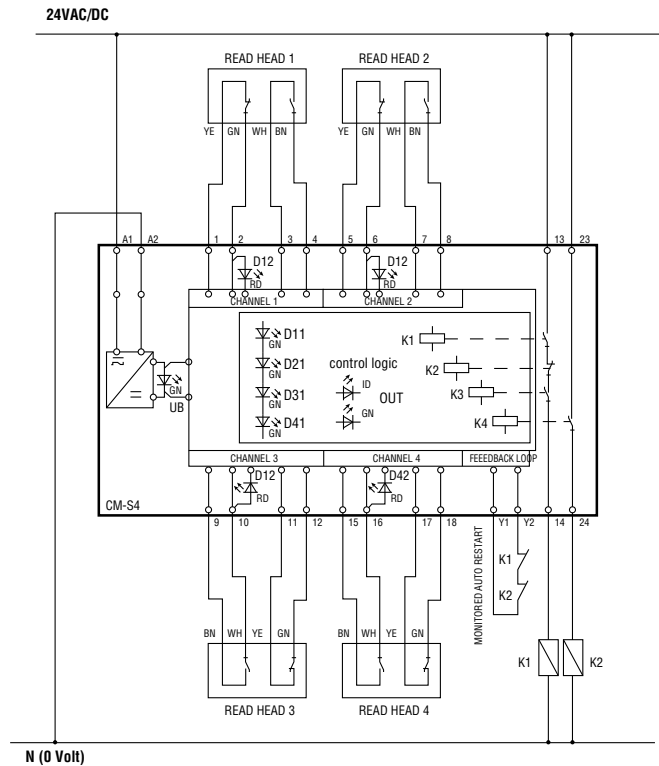 24VAC/DC
READ HEAD 1 READ HEAD 2
YE GN WH BN YE GN WH BN
A1 A2 1 2 3 4 5 6 7 8 13 23
D12 D12
RD RD
CHANNEL 1 CHANNEL 2
D11
GN
D21
GN
D31
GN
D41
GN
control logic
ID
OUT
GN
K1
K2
K3
K4
GN
UB
CHANNEL 3 CHANNEL 4 FEEEDBACK LOOP
D12 D42
RD RD
CM-S4
9 10 11 12 15 16 17 18 Y1 Y2 14 24
MONITORED AUTO RESTART
K1
K2
BN WH YE GN BN WH YE GN
K1 K2
READ HEAD 3 READ HEAD 4
N (0 Volt)